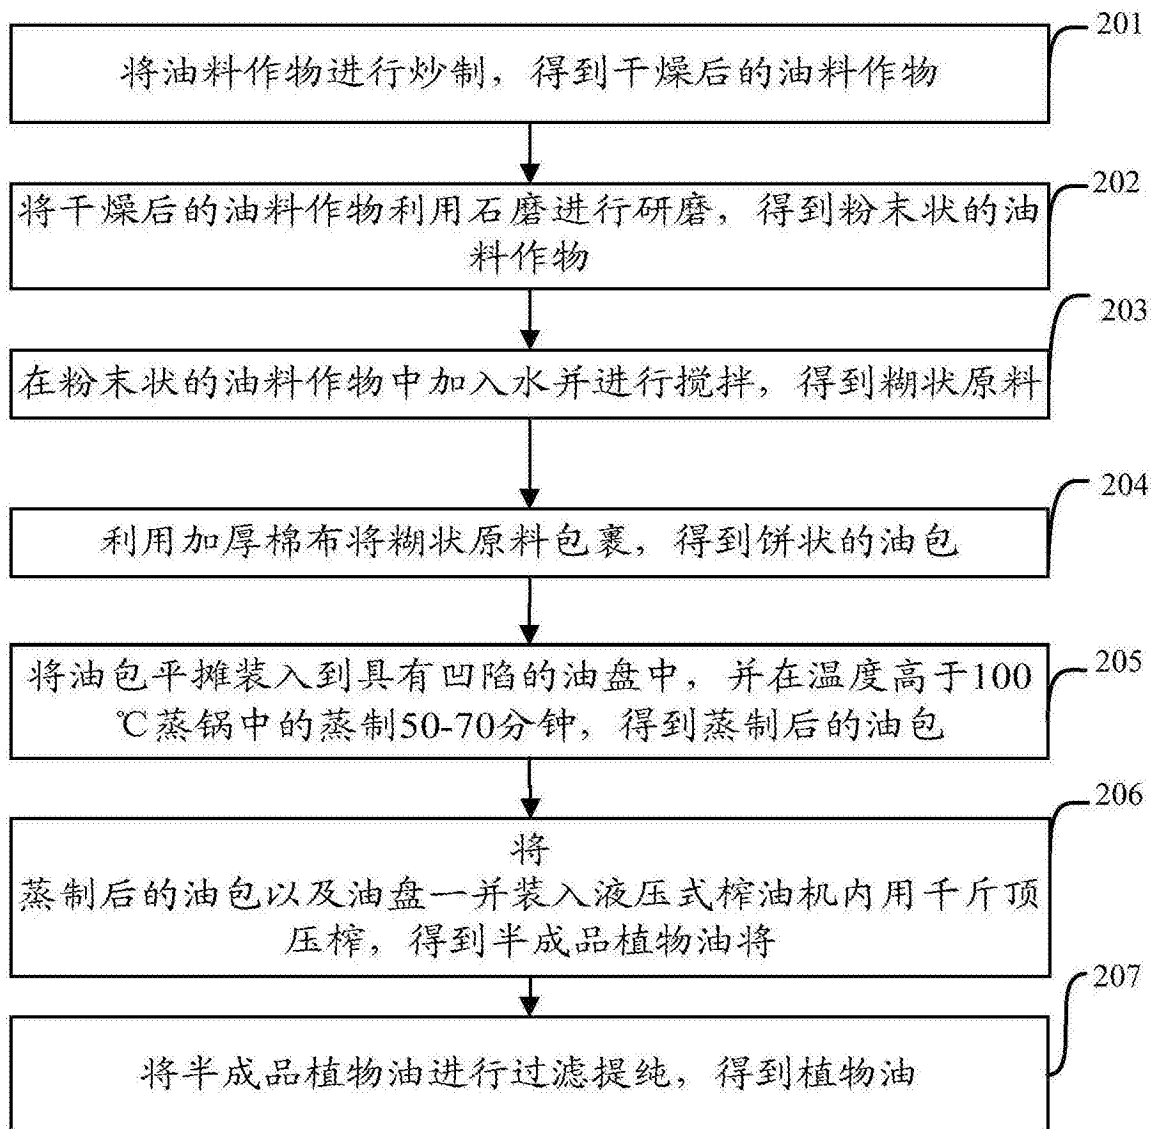 201
将油料作物进行炒制，得到干燥后的油料作物
202
将干燥后的油料作物利用石磨进行研磨，得到粉末状的油
料作物
203
在粉末状的油料作物中加入水并进行搅拌，得到糊状原料
204
利用加厚棉布将糊状原料包裹，得到饼状的油包
205
将油包平摊装入到具有凹陷的油盘中，并在温度高于100
℃蒸锅中的蒸制50-70分钟，得到蒸制后的油包
206
将
蒸制后的油包以及油盘一并装入液压式榨油机内用千斤顶
压榨，得到半成品植物油将
207
将半成品植物油进行过滤提纯，得到植物油